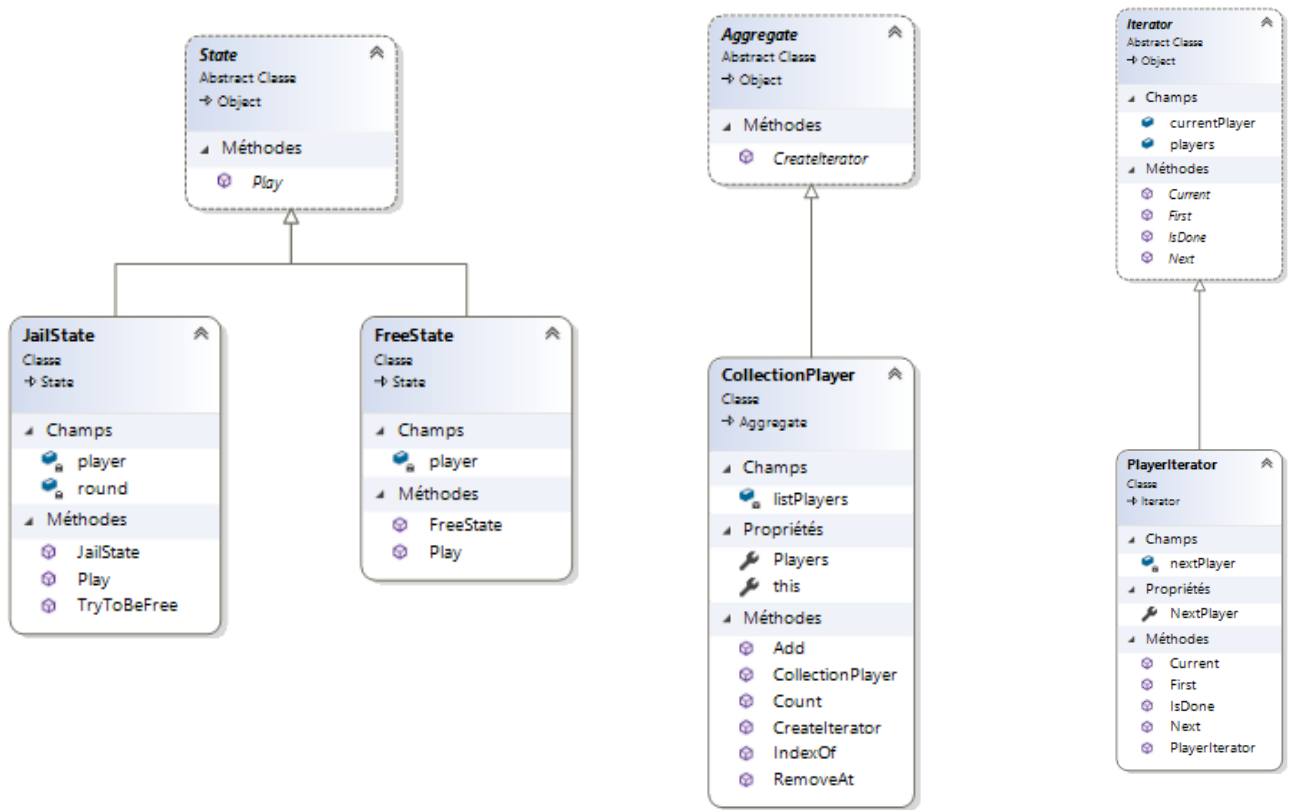 State
Abstract Classe
→ Object
Méthodes
Play
JailState
Classe
→ State
Champs
player
round
Méthodes
JailState
Play
TryToBeFree
FreeState
Classe
→ State
Champs
player
Méthodes
FreeState
Play
Aggregate
Abstract Classe
→ Object
Méthodes
CreateIterator
CollectionPlayer
Classe
→ Aggregate
Champs
listPlayers
Propriétés
Players
this
Méthodes
Add
CollectionPlayer
Count
CreateIterator
IndexOf
RemoveAt
Iterator
Abstract Classe
→ Object
Champs
currentPlayer
players
Méthodes
Current
First
IsDone
Next
PlayerIterator
Classe
→ Iterator
Champs
nextPlayer
Propriétés
NextPlayer
Méthodes
Current
First
IsDone
Next
PlayerIterator